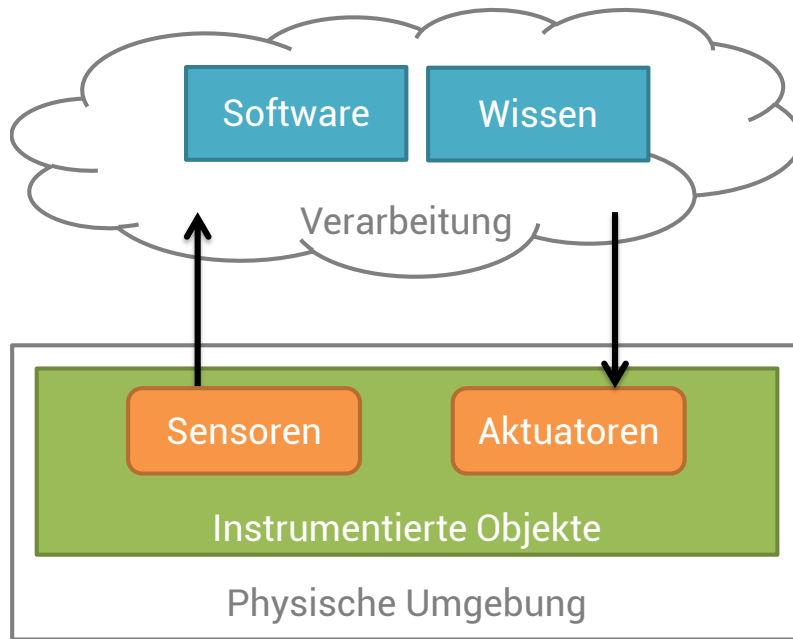 Software
Wissen
Verarbeitung
Sensoren
Aktuatoren
Instrumentierte Objekte
Physische Umgebung